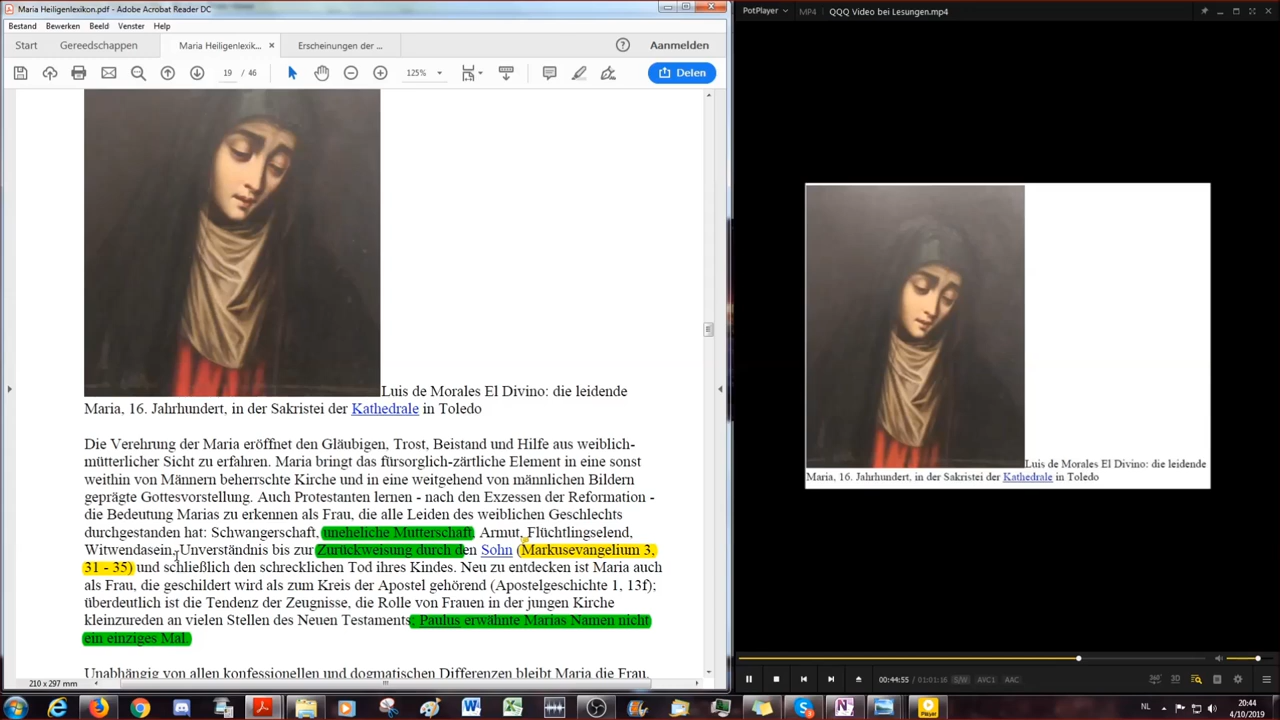 Maria Heiligenlexikon.pdf - Adobe Acrobat Reader DC
Bestand Bewerken Beeld Venster Help
Start Gereedschappen Maria Heiligenlexik... × Erscheinungen der ... Aanmelden
19 / 46 125% Delen
Luis de Morales El Divino: die leidende
Maria, 16. Jahrhundert, in der Sakristei der Kathedrale in Toledo
Die Verehrung der Maria eröffnet den Gläubigen, Trost, Beistand und Hilfe aus weiblich-
mütterlicher Sicht zu erfahren. Maria bringt das fürsorglich-zärtliche Element in eine sonst
weithin von Männern beherrschte Kirche und in eine weitgehend von männlichen Bildern
geprägte Gottesvorstellung. Auch Protestanten lernen - nach den Exzessen der Reformation -
die Bedeutung Marias zu erkennen als Frau, die alle Leiden des weiblichen Geschlechts
durchgestanden hat: Schwangerschaft, uneheliche Mutterschaft, Armut, Flüchtlingselend,
Witwendasein, Unverständnis bis zur Zurückweisung durch den Sohn (Markusevangelium 3,
31 - 35) und schließlich den schrecklichen Tod ihres Kindes. Neu zu entdecken ist Maria auch
als Frau, die geschildert wird als zum Kreis der Apostel gehörend (Apostelgeschichte 1, 13f);
überdeutlich ist die Tendenz der Zeugnisse, die Rolle von Frauen in der jungen Kirche
kleinzureden an vielen Stellen des Neuen Testaments; Paulus erwähnte Marias Namen nicht
ein einziges Mal.
Unabhängig von allen konfessionellen und dogmatischen Differenzen bleibt Maria die Frau,
210 x 297 mm
PotPlayer MP4 QQQ Video bei Lesungen.mp4
Luis de Morales El Divino: die leidende
Maria, 16. Jahrhundert, in der Sakristei der Kathedrale in Toledo
00:44:55 / 01:01:16 S/W AVC1 AAC
360° 3D
Player
NL 20:44
4/10/2019